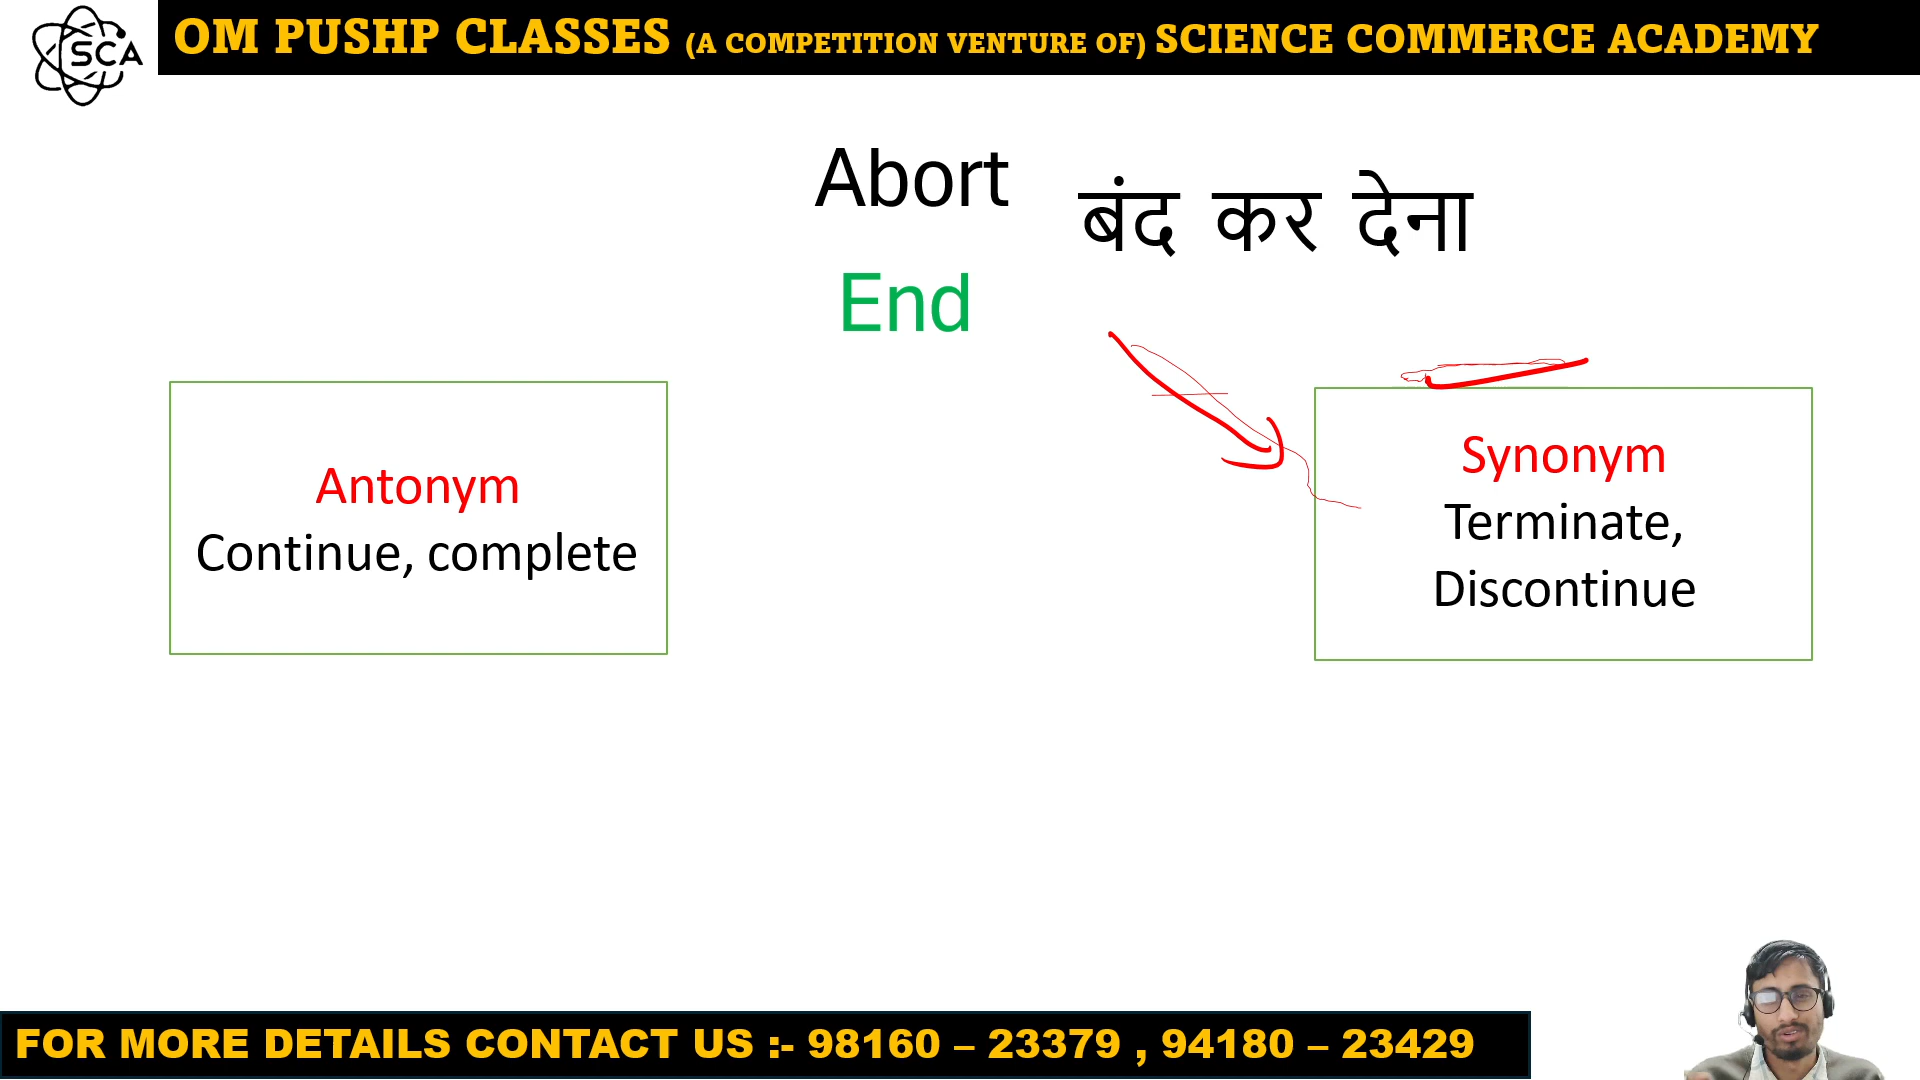 SCA
OM PUSHP CLASSES (A COMPETITION VENTURE OF) SCIENCE COMMERCE ACADEMY
Abort
बंद कर देना
End
Antonym
Continue, complete
Synonym
Terminate,
Discontinue
FOR MORE DETAILS CONTACT US :- 98160 – 23379 , 94180 – 23429